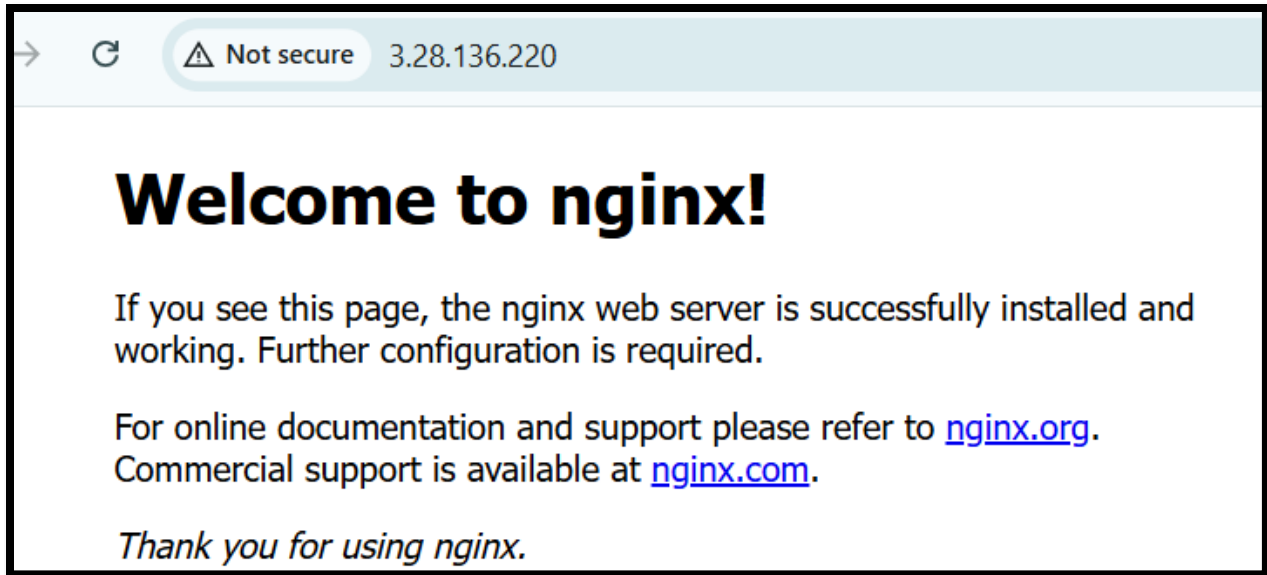 Not secure 3.28.136.220
Welcome to nginx!
If you see this page, the nginx web server is successfully installed and
working. Further configuration is required.
For online documentation and support please refer to nginx.org.
Commercial support is available at nginx.com.
Thank you for using nginx.